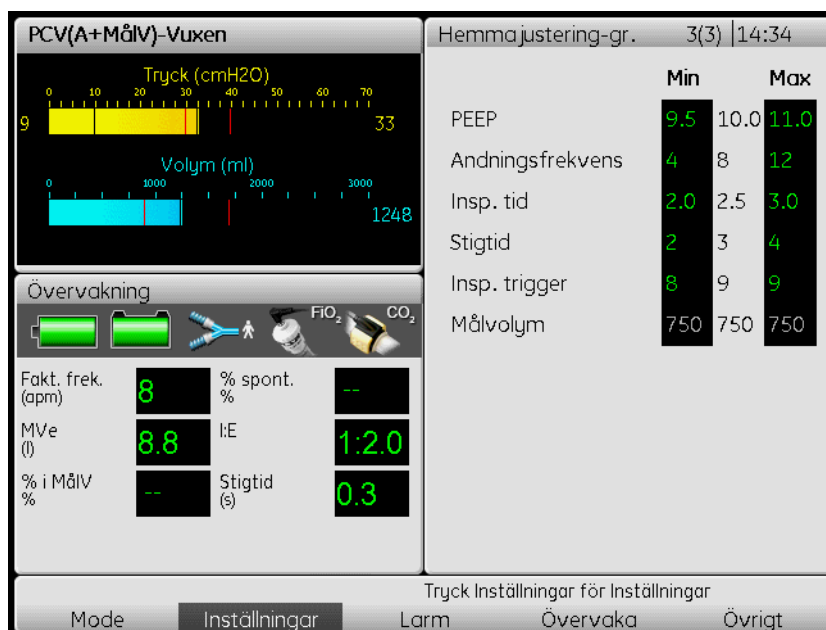 PCV(A+MålV)-Vuxen
Tryck (cmH2O)
0 10 20 30 40 50 60 70
9 33
Volym (ml)
0 1000 2000 3000
1248
Övervakning
FiO2 CO2
Fakt. frek. (apm) 8 % spont. % --
MVe (l) 8.8 I:E 1:2.0
% i MålV % -- Stigtid (s) 0.3
Hemmajustering-gr. 3(3) |14:34
Min Max
PEEP 9.5 10.0 11.0
Andningsfrekvens 4 8 12
Insp. tid 2.0 2.5 3.0
Stigtid 2 3 4
Insp. trigger 8 9 9
Målvolym 750 750 750
Tryck Inställningar för Inställningar
Mode Inställningar Larm Övervaka Övrigt